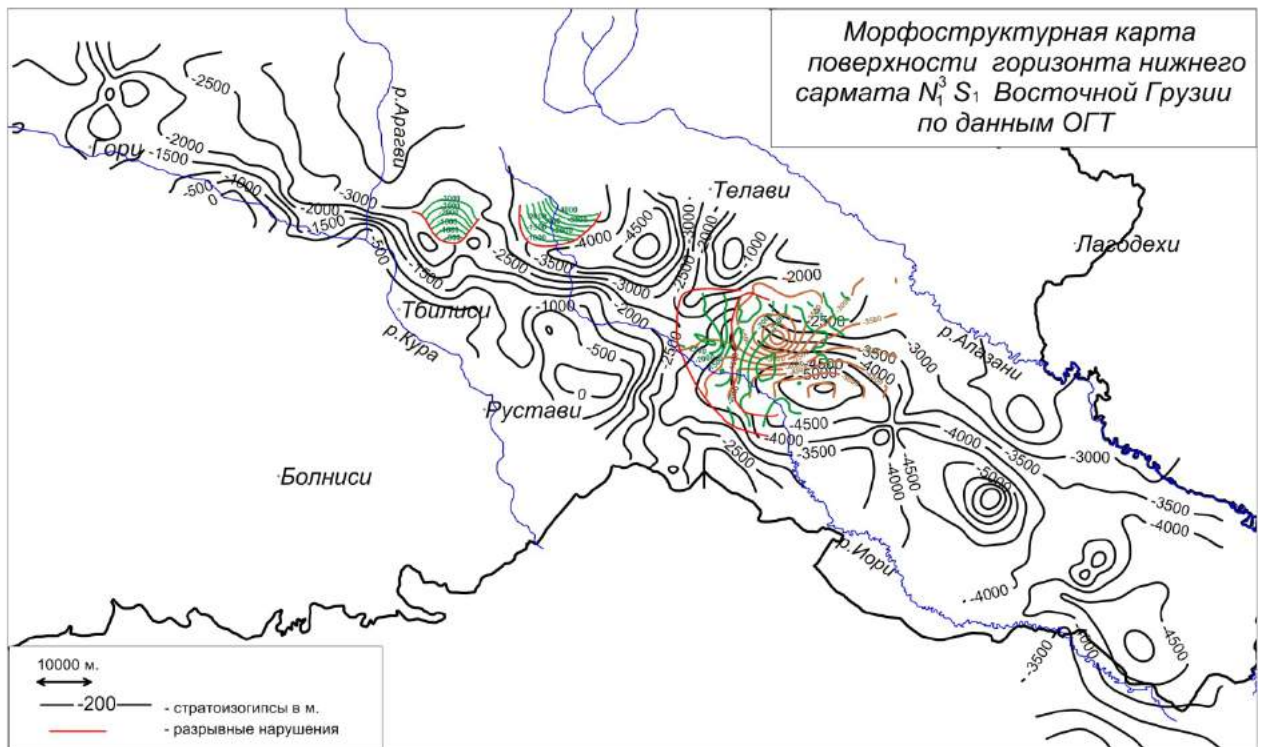 Морфоструктурная карта
поверхности горизонта нижнего
сармата N₁³ S₁ Восточной Грузии
по данным ОГТ
-2500
р.Арагви
Гори
-2000
-1500
-500
-1000
0
-2000
-1500
-3000
-500
-1500
-2500
-3500
-4000
-4500
-3000
-2000
-2500
-1000
Телави
Лагодехи
-2000
-3000
-2000
-1000
-500
0
-2500
Тбилиси
р.Кура
Рустави
Болниси
-2500
-3500
-4000
-4500
-5000
-3000
р.Алазани
-4500
-4000
-3500
-2500
-4000
-3500
-3000
-4500
-4000
-5000
-3500
-4000
р.Иори
-4000
-4000
-3500
-4500
10000 м.
-200 - стратоизогипсы в м.
- разрывные нарушения